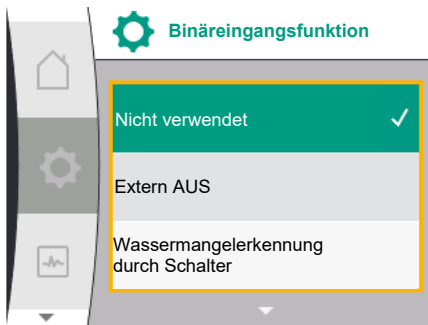 Binäreingangsfunktion
Nicht verwendet
Extern AUS
Wassermangelerkennung
durch Schalter